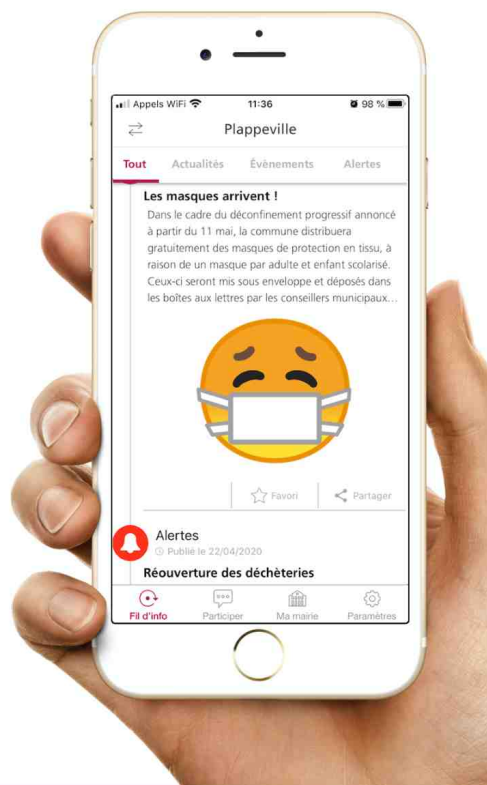 Appels WiFi 11:36 98 %
Plappeville
Tout Actualités Évènements Alertes
Les masques arrivent !
Dans le cadre du déconfinement progressif annoncé
à partir du 11 mai, la commune distribuera
gratuitement des masques de protection en tissu, à
raison de un masque par adulte et enfant scolarisé.
Ceux-ci seront mis sous enveloppe et déposés dans
les boîtes aux lettres par les conseillers municipaux...
Favori Partager
Alertes
Publié le 22/04/2020
Réouverture des déchèteries
Fil d'info Participer Ma mairie Paramètres